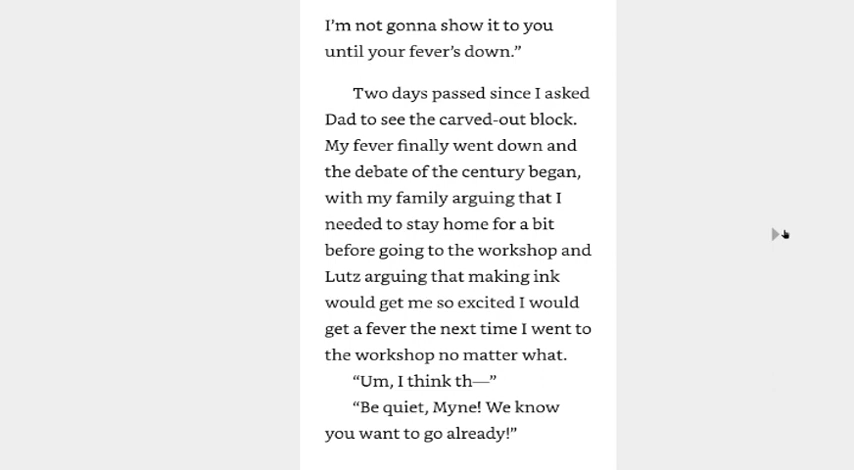 I’m not gonna show it to you
until your fever’s down.”
Two days passed since I asked
Dad to see the carved-out block.
My fever finally went down and
the debate of the century began,
with my family arguing that I
needed to stay home for a bit
before going to the workshop and
Lutz arguing that making ink
would get me so excited I would
get a fever the next time I went to
the workshop no matter what.
“Um, I think th—”
“Be quiet, Myne! We know
you want to go already!”